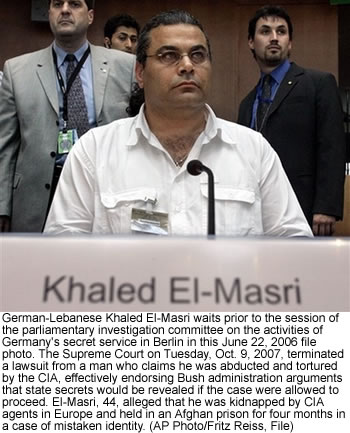 Khaled El-Masri
German-Lebanese Khaled El-Masri waits prior to the session of
the parliamentary investigation committee on the activities of
Germany's secret service in Berlin in this June 22, 2006 file
photo. The Supreme Court on Tuesday, Oct. 9, 2007, terminated
a lawsuit from a man who claims he was abducted and tortured
by the CIA, effectively endorsing Bush administration arguments
that state secrets would be revealed if the case were allowed to
proceed. El-Masri, 44, alleged that he was kidnapped by CIA
agents in Europe and held in an Afghan prison for four months in
a case of mistaken identity. (AP Photo/Fritz Reiss, File)